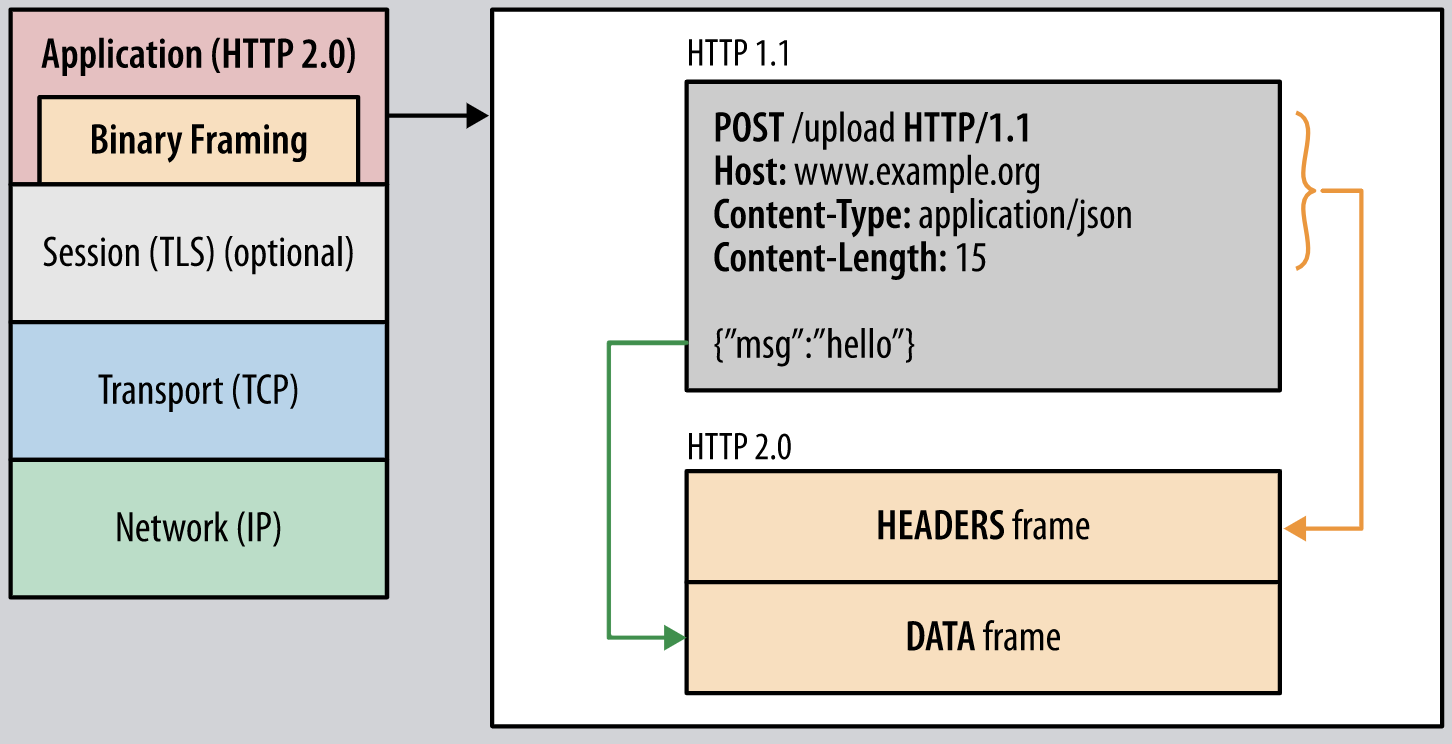 Application (HTTP 2.0)
Binary Framing
Session (TLS) (optional)
Transport (TCP)
Network (IP)
HTTP 1.1
POST /upload HTTP/1.1
Host: www.example.org
Content-Type: application/json
Content-Length: 15
{”msg”:”hello”}
HTTP 2.0
HEADERS frame
DATA frame